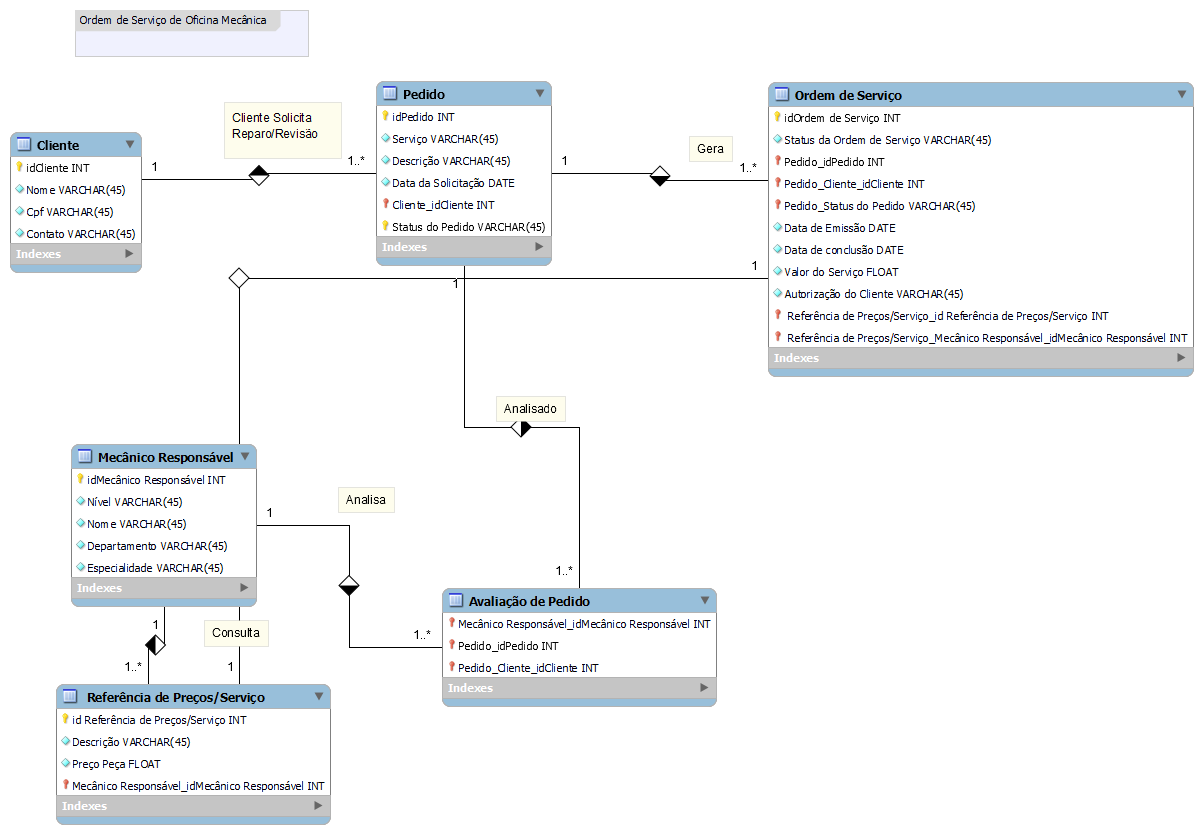 Ordem de Serviço de Oficina Mecânica
Cliente
idCliente INT
Nome VARCHAR(45)
Cpf VARCHAR(45)
Contato VARCHAR(45)
Indexes
1
Cliente Solicita
Reparo/Revisão
1..*
Pedido
idPedido INT
Serviço VARCHAR(45)
Descrição VARCHAR(45)
Data da Solicitação DATE
Cliente_idCliente INT
Status do Pedido VARCHAR(45)
Indexes
1
Gera
1..*
Ordem de Serviço
idOrdem de Serviço INT
Status da Ordem de Serviço VARCHAR(45)
Pedido_idPedido INT
Pedido_Cliente_idCliente INT
Pedido_Status do Pedido VARCHAR(45)
Data de Emissão DATE
Data de conclusão DATE
Valor do Serviço FLOAT
Autorização do Cliente VARCHAR(45)
Referência de Preços/Serviço_id Referência de Preços/Serviço INT
Referência de Preços/Serviço_Mecânico Responsável_idMecânico Responsável INT
Indexes
1
1
Analisado
1..*
Mecânico Responsável
idMecânico Responsável INT
Nível VARCHAR(45)
Nome VARCHAR(45)
Departamento VARCHAR(45)
Especialidade VARCHAR(45)
Indexes
1
Analisa
1..*
Avaliação de Pedido
Mecânico Responsável_idMecânico Responsável INT
Pedido_idPedido INT
Pedido_Cliente_idCliente INT
Indexes
1
Consulta
1..*
1
Referência de Preços/Serviço
id Referência de Preços/Serviço INT
Descrição VARCHAR(45)
Preço Peça FLOAT
Mecânico Responsável_idMecânico Responsável INT
Indexes